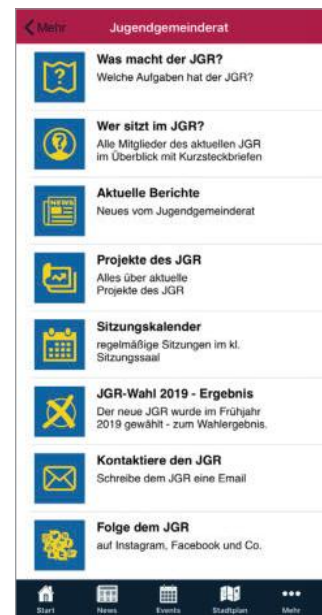 Mehr
Jugendgemeinderat
Was macht der JGR?
Welche Aufgaben hat der JGR?
Wer sitzt im JGR?
Alle Mitglieder des aktuellen JGR
im Überblick mit Kurzsteckbriefen
NEWS
Aktuelle Berichte
Neues vom Jugendgemeinderat
Projekte des JGR
Alles über aktuelle
Projekte des JGR
Sitzungskalender
regelmäßige Sitzungen im kl.
Sitzungssaal
JGR-Wahl 2019 - Ergebnis
Der neue JGR wurde im Frühjahr
2019 gewählt - zum Wahlergebnis.
Kontaktiere den JGR
Schreibe dem JGR eine Email
Folge dem JGR
auf Instagram, Facebook und Co.
Start
News
Events
Stadtplan
Mehr